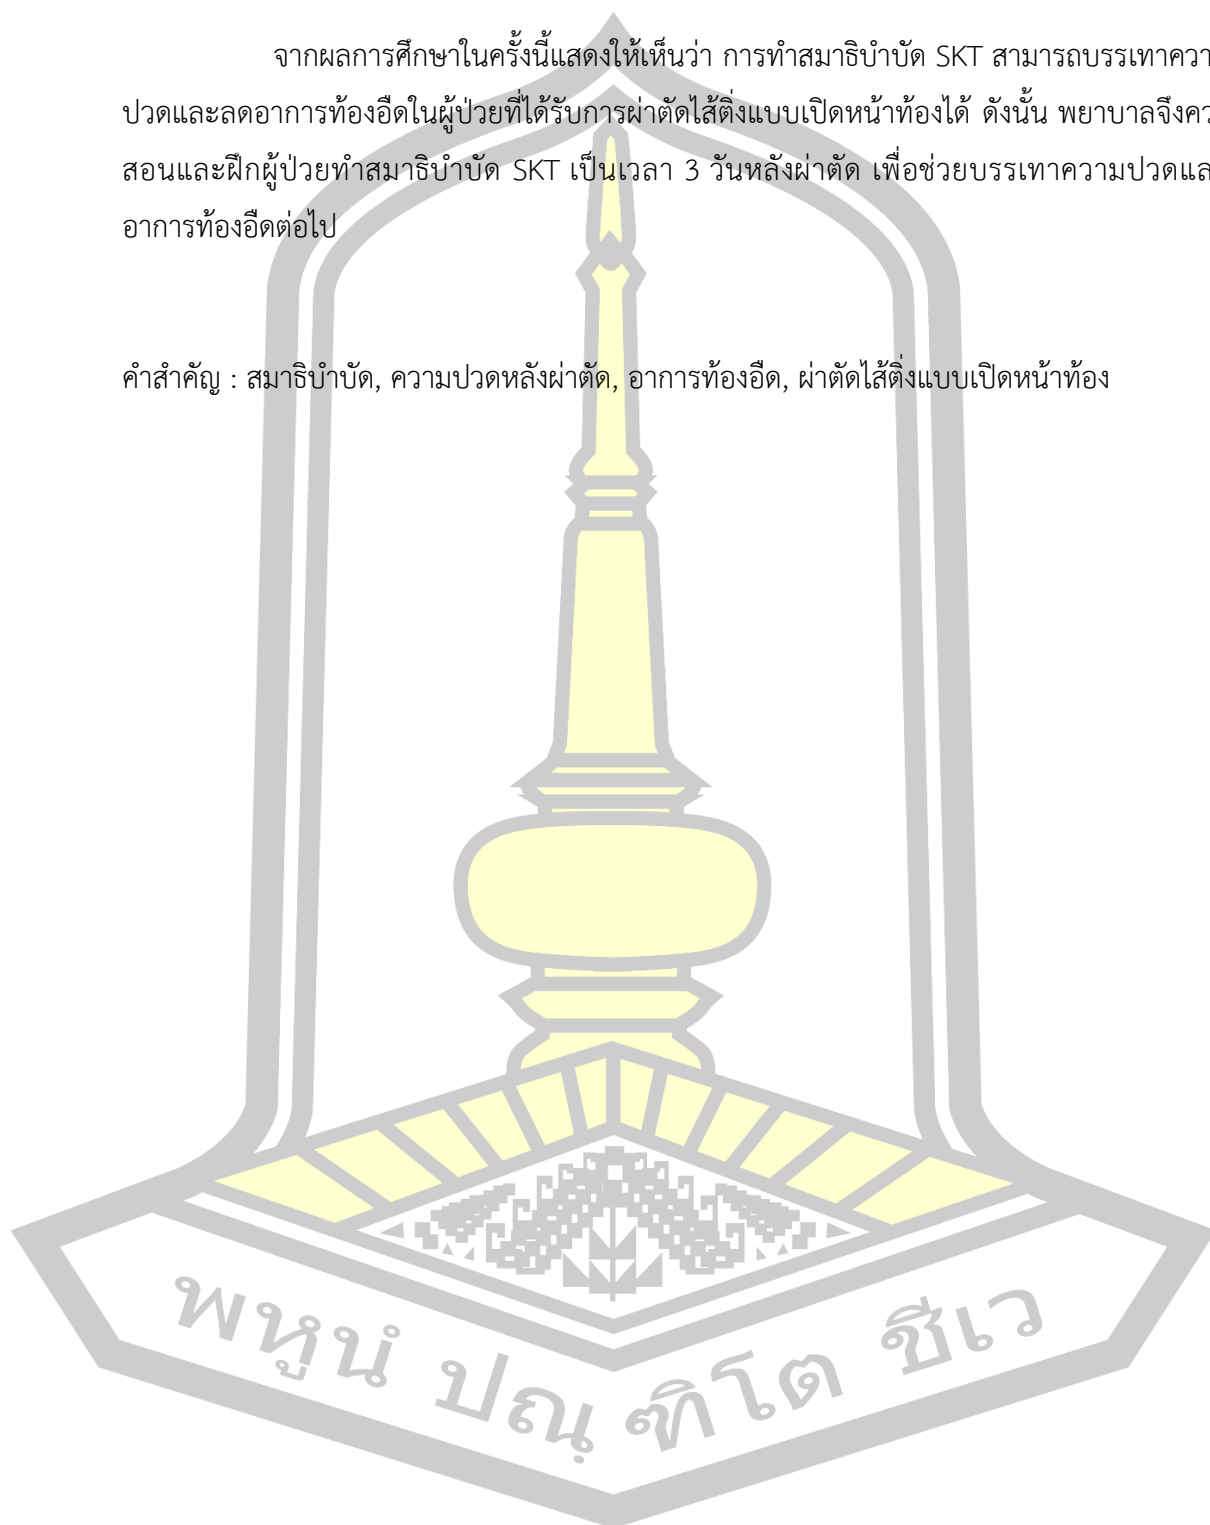 จากผลการศึกษาในครั้งนี้แสดงให้เห็นว่า การทำสมาธิบำบัด SKT สามารถบรรเทาควา
ปวดและลดอาการท้องอืดในผู้ป่วยที่ได้รับการผ่าตัดไส้ติ่งแบบเปิดหน้าท้องได้ ดังนั้น พยาบาลจึงคว
สอนและฝึกผู้ป่วยทำสมาธิบำบัด SKT เป็นเวลา 3 วันหลังผ่าตัด เพื่อช่วยบรรเทาความปวดแล
อาการท้องอืดต่อไป
คำสำคัญ : สมาธิบำบัด, ความปวดหลังผ่าตัด, อาการท้องอืด, ผ่าตัดไส้ติ่งแบบเปิดหน้าท้อง
พหูนํ ปณฺ ฑิโต ชีเว